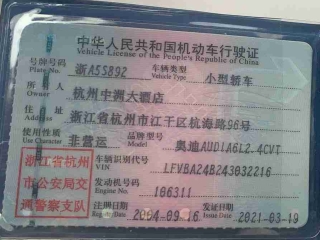 中华人民共和国机动车行驶证
Vehicle License of the People's Republic of China
号牌号码 浙A55892 车辆类型 小型轿车
Plate No. Vehicle Type
所有人 杭州中洲大酒店
Owner
住址 浙江省杭州市江干区杭海路96号
Address
使用性质 非营运 品牌型号 奥迪AUDIA6L2.4CVT
Use Character Model
浙江省杭州
市公安局交
通警察支队
车辆识别代号 LFVBA24B243032216
VIN
发动机号码 106311
Engine No.
注册日期 2004-09-16 发证日期 2021-03-19
Register Date Issue Date